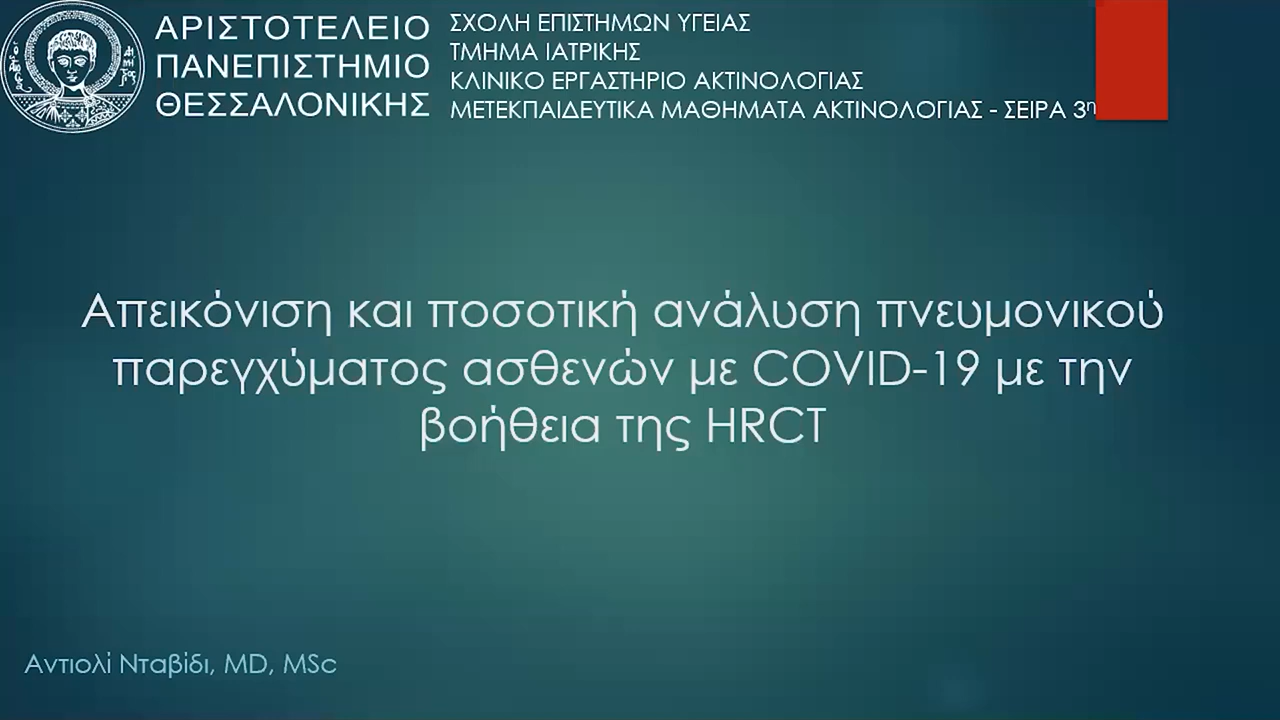 ΑΡΙΣΤΟΤΕΛΕΙΟ
ΠΑΝΕΠΙΣΤΗΜΙΟ
ΘΕΣΣΑΛΟΝΙΚΗΣ
ΣΧΟΛΗ ΕΠΙΣΤΗΜΩΝ ΥΓΕΙΑΣ
ΤΜΗΜΑ ΙΑΤΡΙΚΗΣ
ΚΛΙΝΙΚΟ ΕΡΓΑΣΤΗΡΙΟ ΑΚΤΙΝΟΛΟΓΙΑΣ
ΜΕΤΕΚΠΑΙΔΕΥΤΙΚΑ ΜΑΘΗΜΑΤΑ ΑΚΤΙΝΟΛΟΓΙΑΣ - ΣΕΙΡΑ 3η
Απεικόνιση και ποσοτική ανάλυση πνευμονικού
παρεγχύματος ασθενών με COVID-19 με την
βοήθεια της HRCT
Αντιολί Νταβίδι, MD, MSc